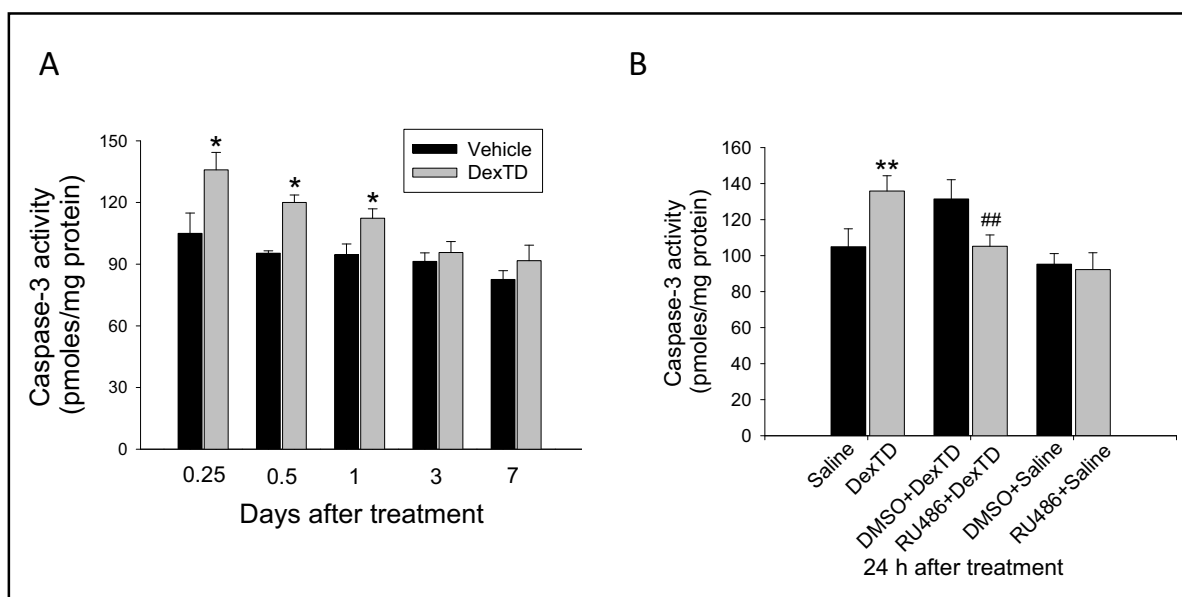 A
Caspase-3 activity
(pmoles/mg protein)
150
120
90
60
30
0
*
*
*
Vehicle
DexTD
0.25
0.5
1
3
7
Days after treatment
B
Caspase-3 activity
(pmoles/mg protein)
160
140
120
100
80
60
40
20
0
**
##
Saline
DexTD
DMSO+DexTD
RU486+DexTD
DMSO+Saline
RU486+Saline
24 h after treatment